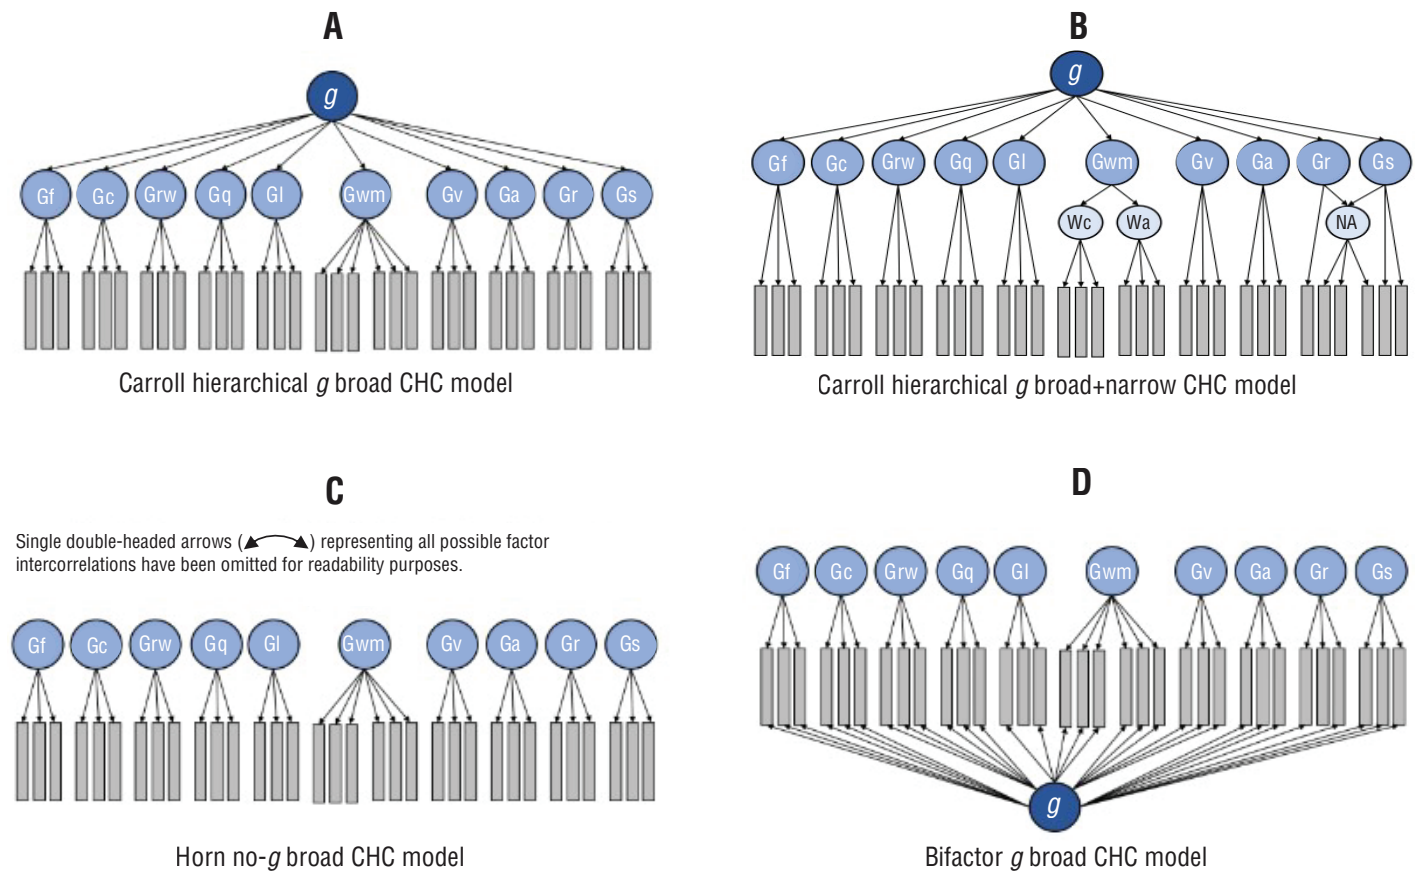 A
g
Gf Gc Grw Gq Gl Gwm Gv Ga Gr Gs
Carroll hierarchical g broad CHC model
B
g
Gf Gc Grw Gq Gl Gwm Gv Ga Gr Gs
Wc Wa NA
Carroll hierarchical g broad+narrow CHC model
C
Single double-headed arrows ( ) representing all possible factor
intercorrelations have been omitted for readability purposes.
Gf Gc Grw Gq Gl Gwm Gv Ga Gr Gs
Horn no-g broad CHC model
D
Gf Gc Grw Gq Gl Gwm Gv Ga Gr Gs
g
Bifactor g broad CHC model